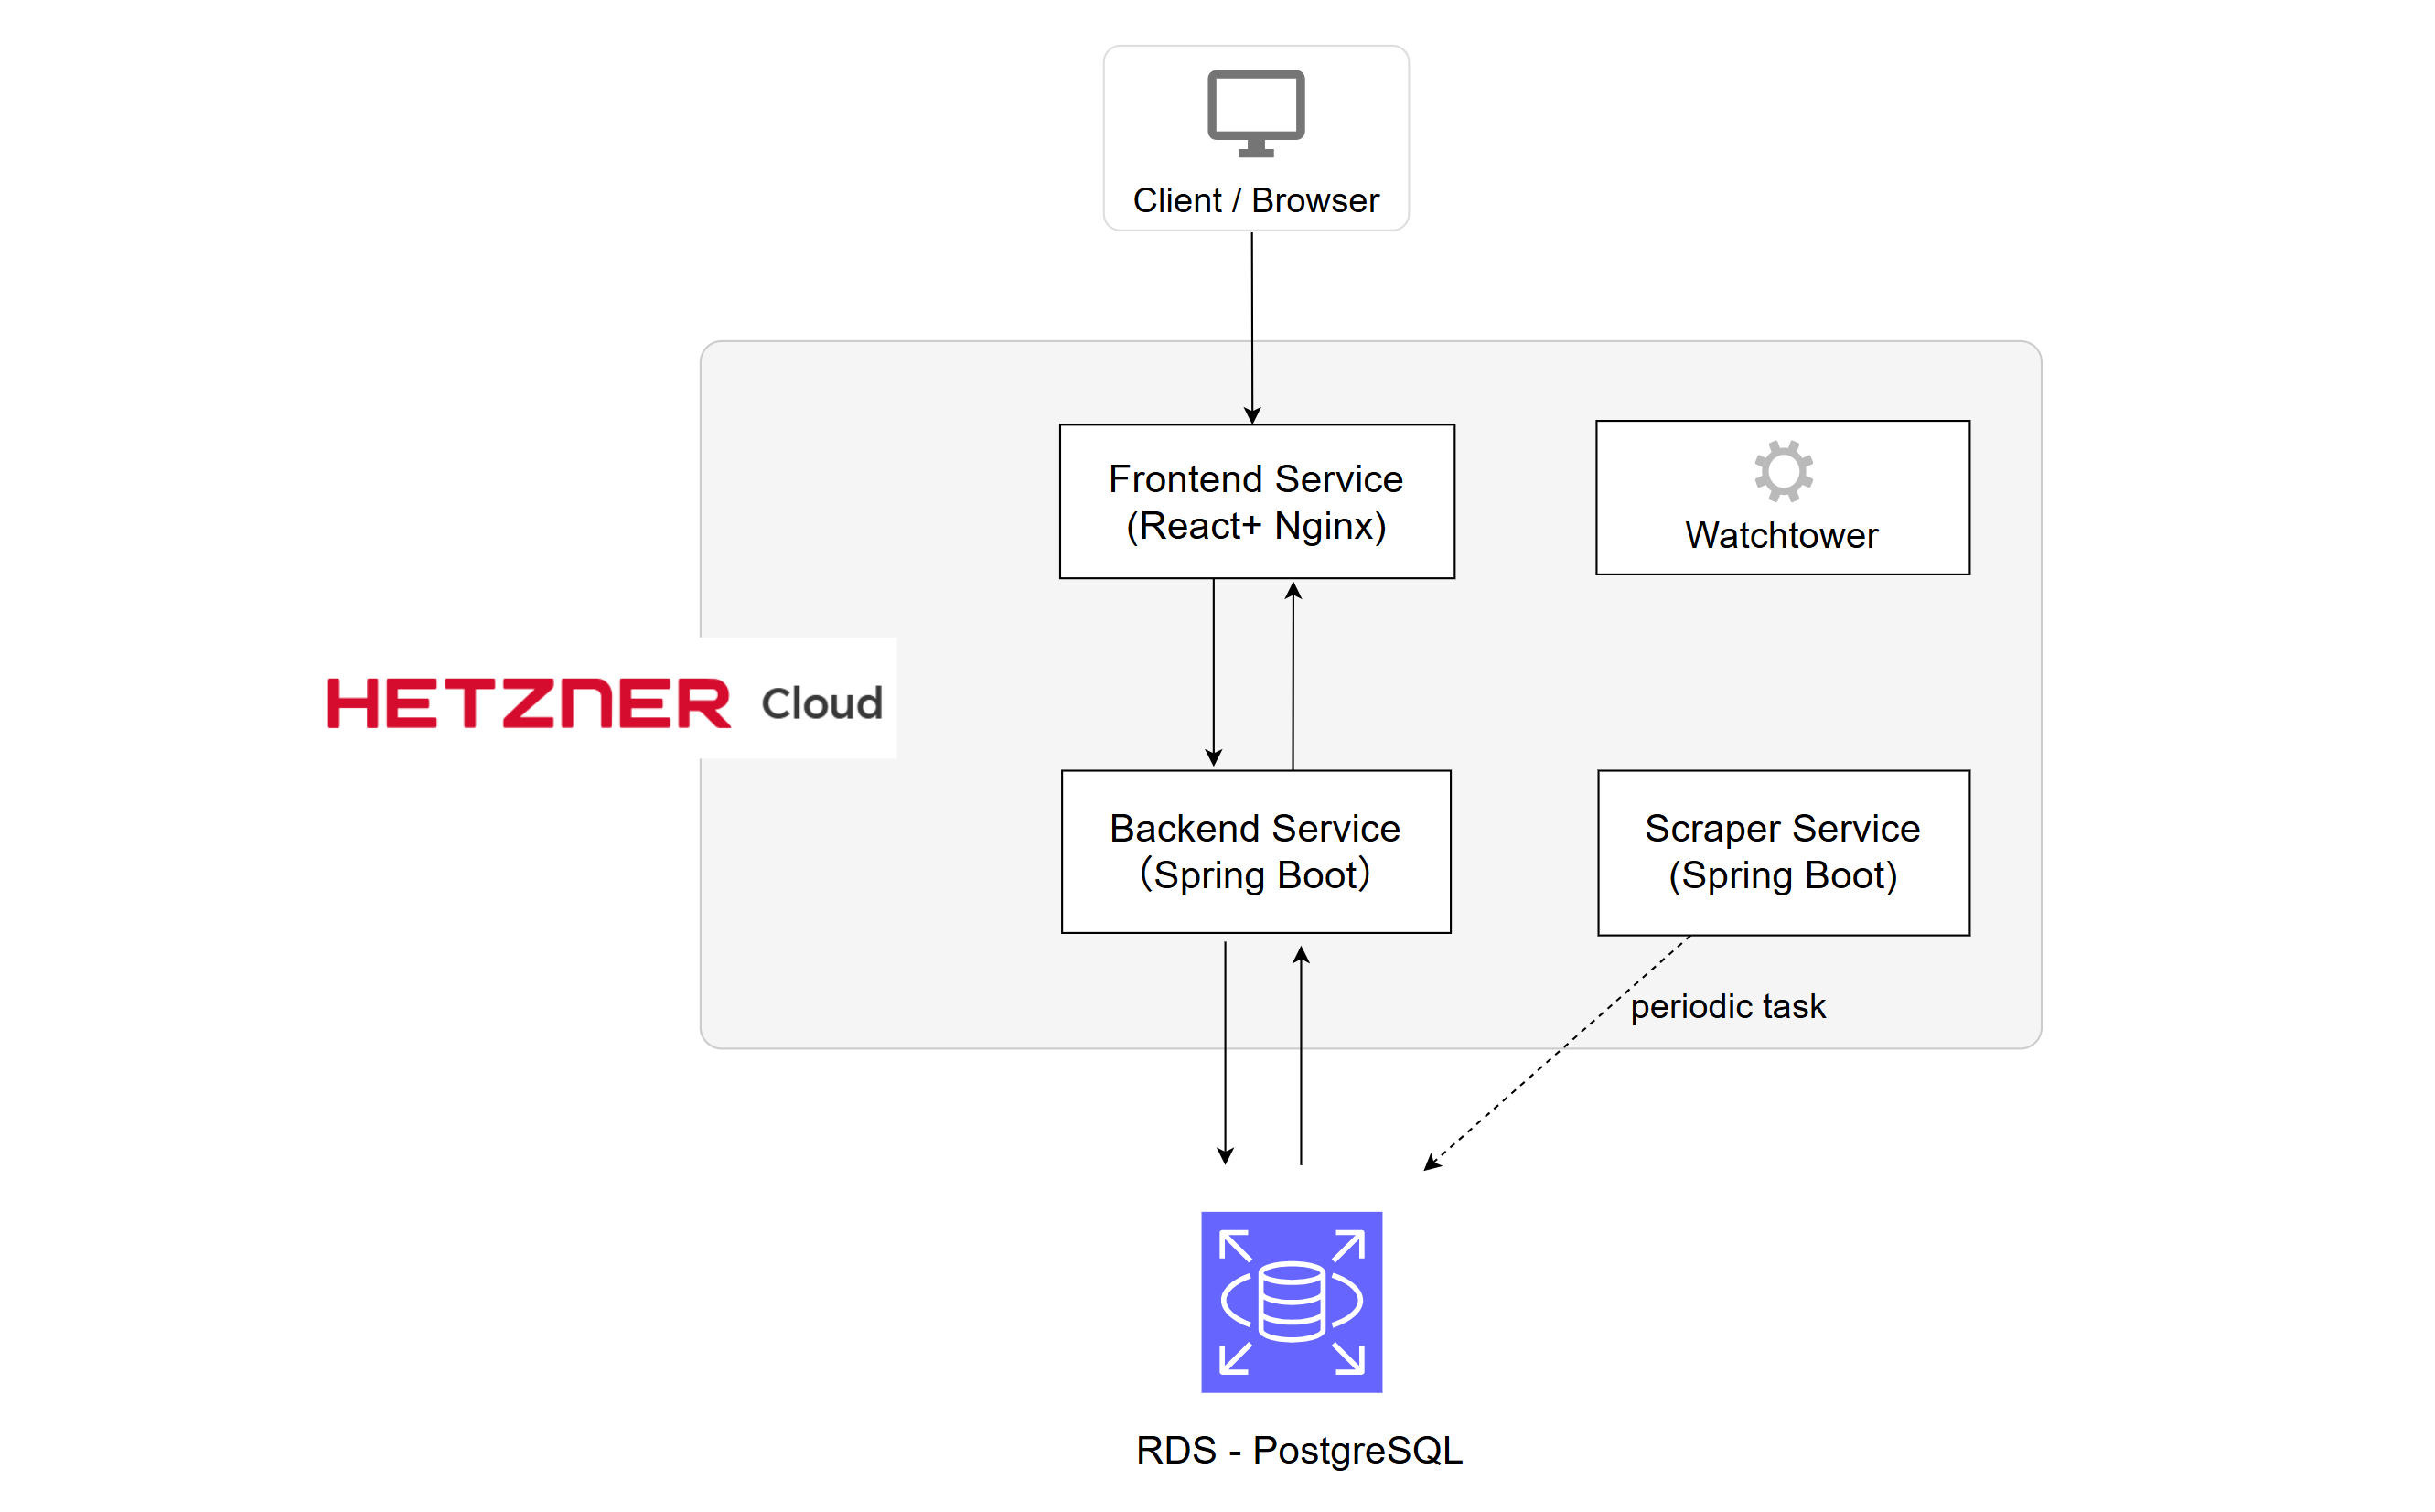 Client / Browser
Frontend Service
(React+ Nginx)
Watchtower
HETZNER Cloud
Backend Service
（Spring Boot）
Scraper Service
(Spring Boot)
periodic task
RDS - PostgreSQL